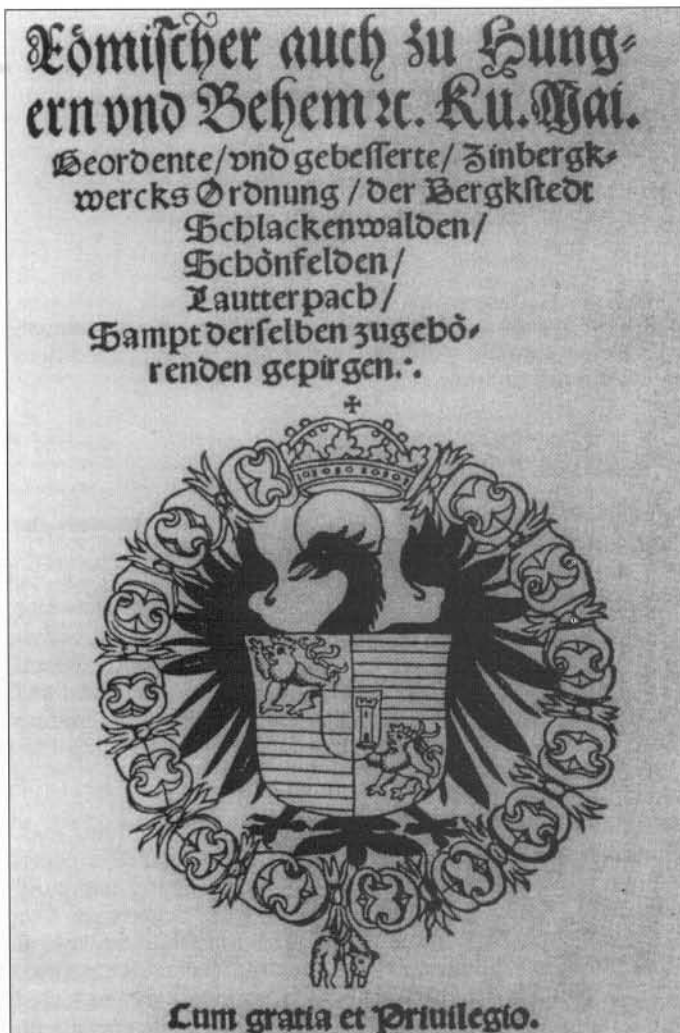 Römischer auch zu Hung-
ern vnd Behem ꝛc. Kü. Mai.
Geordente/vnd gebesserte/Zinbergk-
wercks Ordnung/der Bergkstedt
Schlackenwalden/
Schönfelden/
Lautterpach/
Sampt derselben zugehö-
renden gepirgen.·.
Cum gratia et Priuilegio.